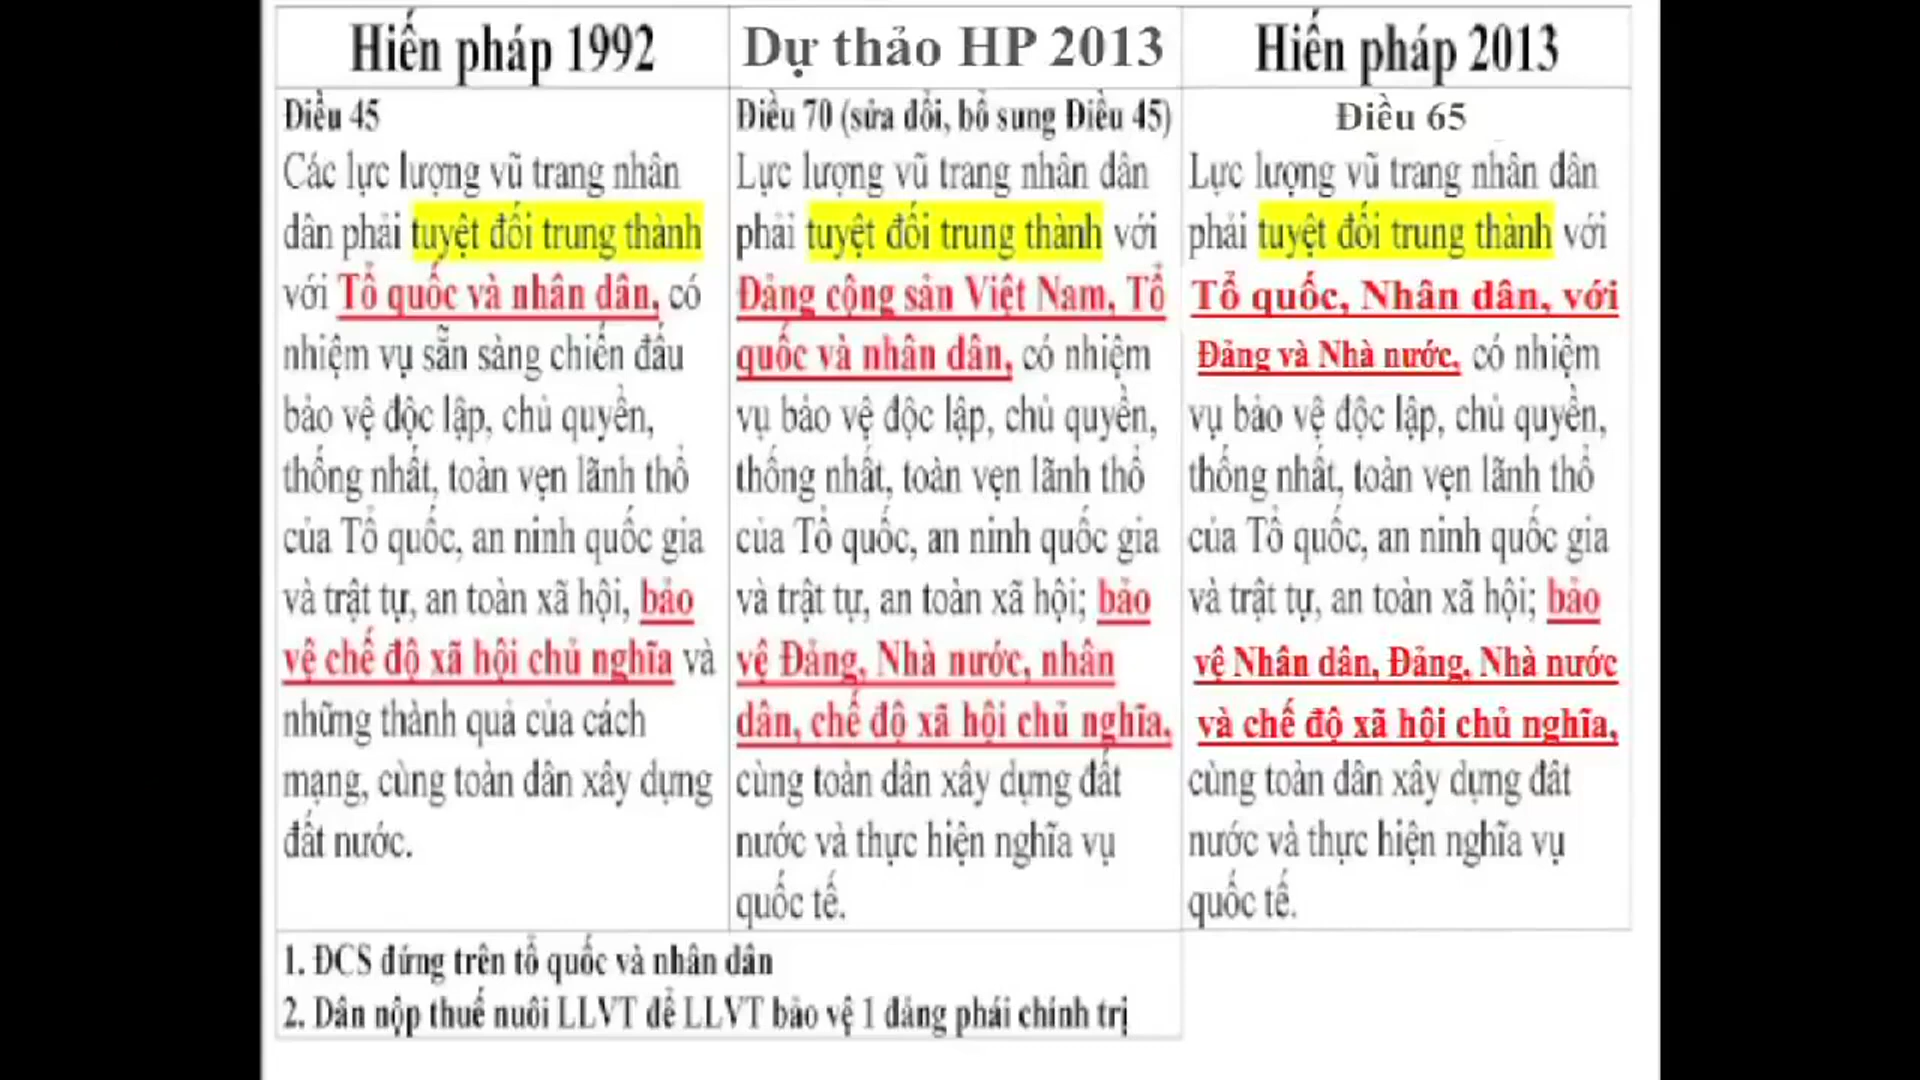 Hiến pháp 1992
Điều 45
Các lực lượng vũ trang nhân
dân phải tuyệt đối trung thành
với Tổ quốc và nhân dân, có
nhiệm vụ sẵn sàng chiến đấu
bảo vệ độc lập, chủ quyền,
thống nhất, toàn vẹn lãnh thổ
của Tổ quốc, an ninh quốc gia
và trật tự, an toàn xã hội, bảo
vệ chế độ xã hội chủ nghĩa và
những thành quả của cách
mạng, cùng toàn dân xây dựng
đất nước.
Dự thảo HP 2013
Điều 70 (sửa đổi, bổ sung Điều 45)
Lực lượng vũ trang nhân dân
phải tuyệt đối trung thành với
Đảng cộng sản Việt Nam, Tổ
quốc và nhân dân, có nhiệm
vụ bảo vệ độc lập, chủ quyền,
thống nhất, toàn vẹn lãnh thổ
của Tổ quốc, an ninh quốc gia
và trật tự, an toàn xã hội; bảo
vệ Đảng, Nhà nước, nhân
dân, chế độ xã hội chủ nghĩa,
cùng toàn dân xây dựng đất
nước và thực hiện nghĩa vụ
quốc tế.
Hiến pháp 2013
Điều 65
Lực lượng vũ trang nhân dân
phải tuyệt đối trung thành với
Tổ quốc, Nhân dân, với
Đảng và Nhà nước, có nhiệm
vụ bảo vệ độc lập, chủ quyền,
thống nhất, toàn vẹn lãnh thổ
của Tổ quốc, an ninh quốc gia
và trật tự, an toàn xã hội; bảo
vệ Nhân dân, Đảng, Nhà nước
và chế độ xã hội chủ nghĩa,
cùng toàn dân xây dựng đất
nước và thực hiện nghĩa vụ
quốc tế.
1. ĐCS đứng trên tổ quốc và nhân dân
2. Dân nộp thuế nuôi LLVT để LLVT bảo vệ 1 đảng phái chính trị